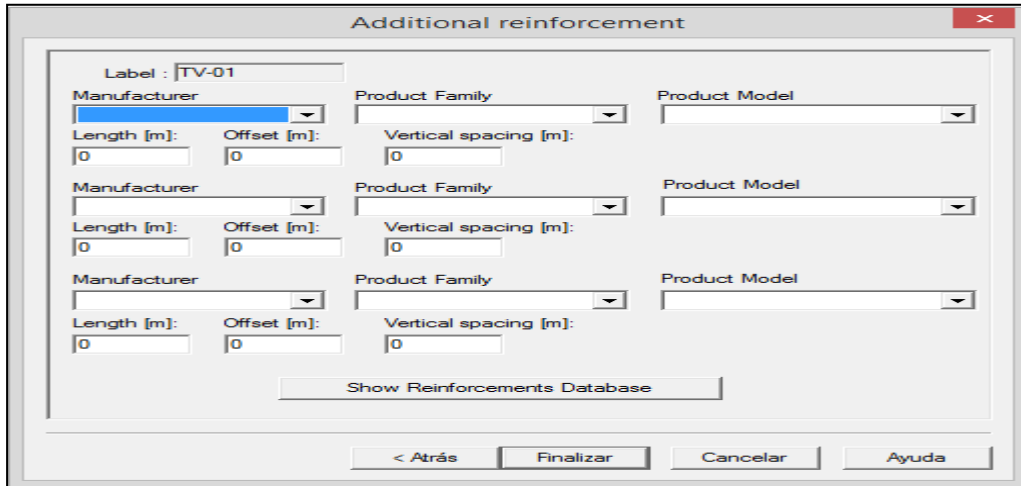 Additional reinforcement
Label : TV-01
Manufacturer Product Family Product Model
Length [m]: Offset [m]: Vertical spacing [m]:
0 0 0
Manufacturer Product Family Product Model
Length [m]: Offset [m]: Vertical spacing [m]:
0 0 0
Manufacturer Product Family Product Model
Length [m]: Offset [m]: Vertical spacing [m]:
0 0 0
Show Reinforcements Database
< Atrás Finalizar Cancelar Ayuda